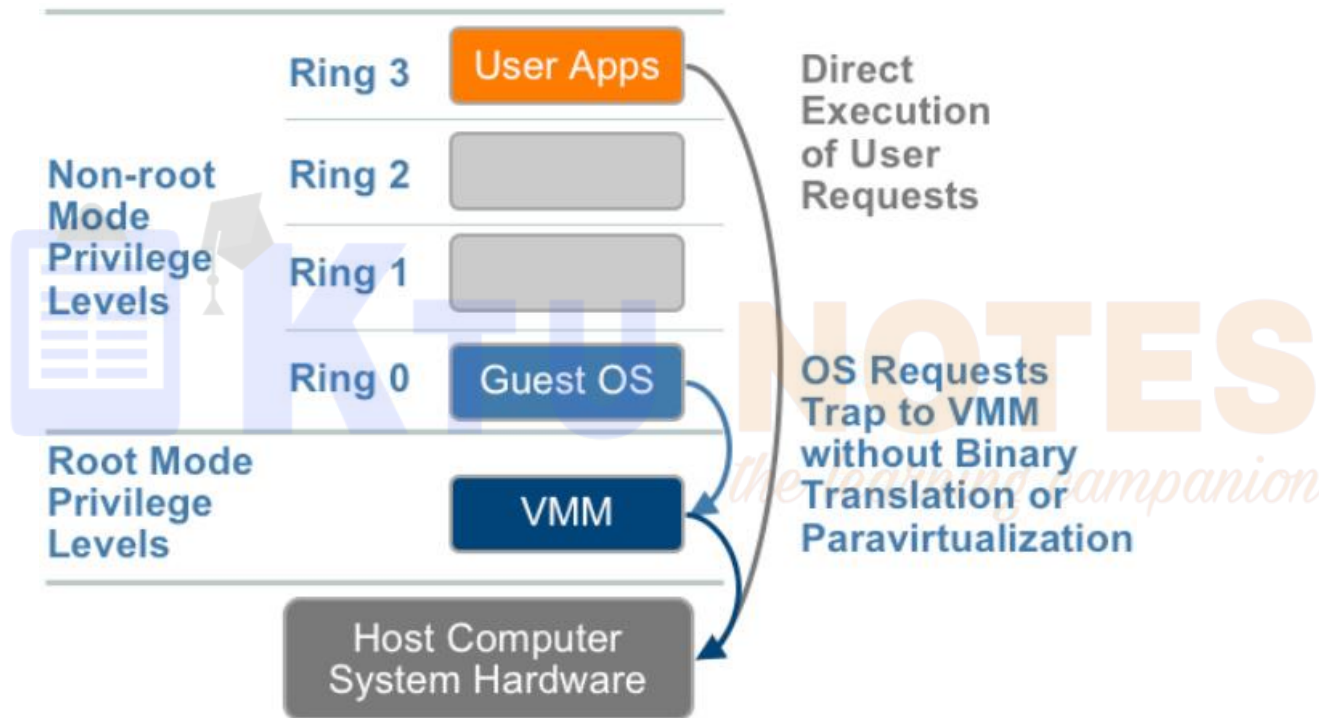 Ring 3
User Apps
Direct
Execution
of User
Requests
Non-root
Mode
Privilege
Levels
Ring 2
Ring 1
Ring 0
Guest OS
OS Requests
Trap to VMM
without Binary
Translation or
Paravirtualization
Root Mode
Privilege
Levels
VMM
Host Computer
System Hardware
KTU NOTES
the learning campanion